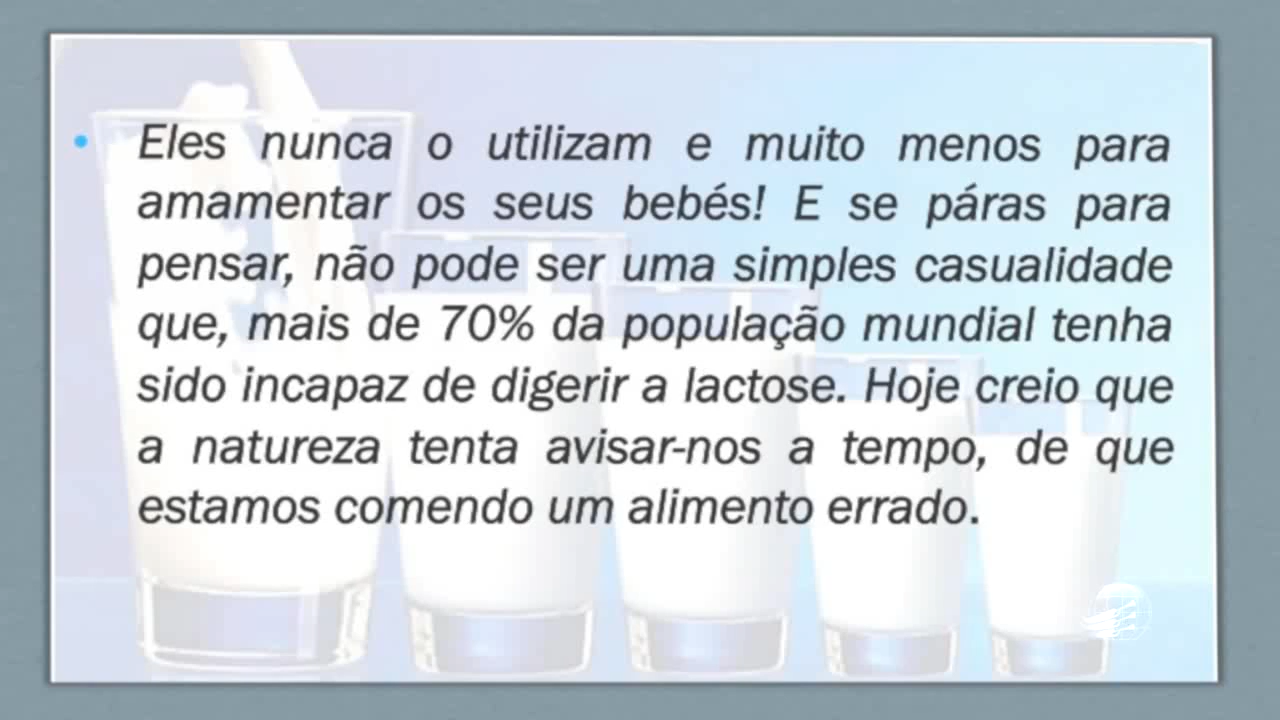 • Eles nunca o utilizam e muito menos para
amamentar os seus bebés! E se páras para
pensar, não pode ser uma simples casualidade
que, mais de 70% da população mundial tenha
sido incapaz de digerir a lactose. Hoje creio que
a natureza tenta avisar-nos a tempo, de que
estamos comendo um alimento errado.